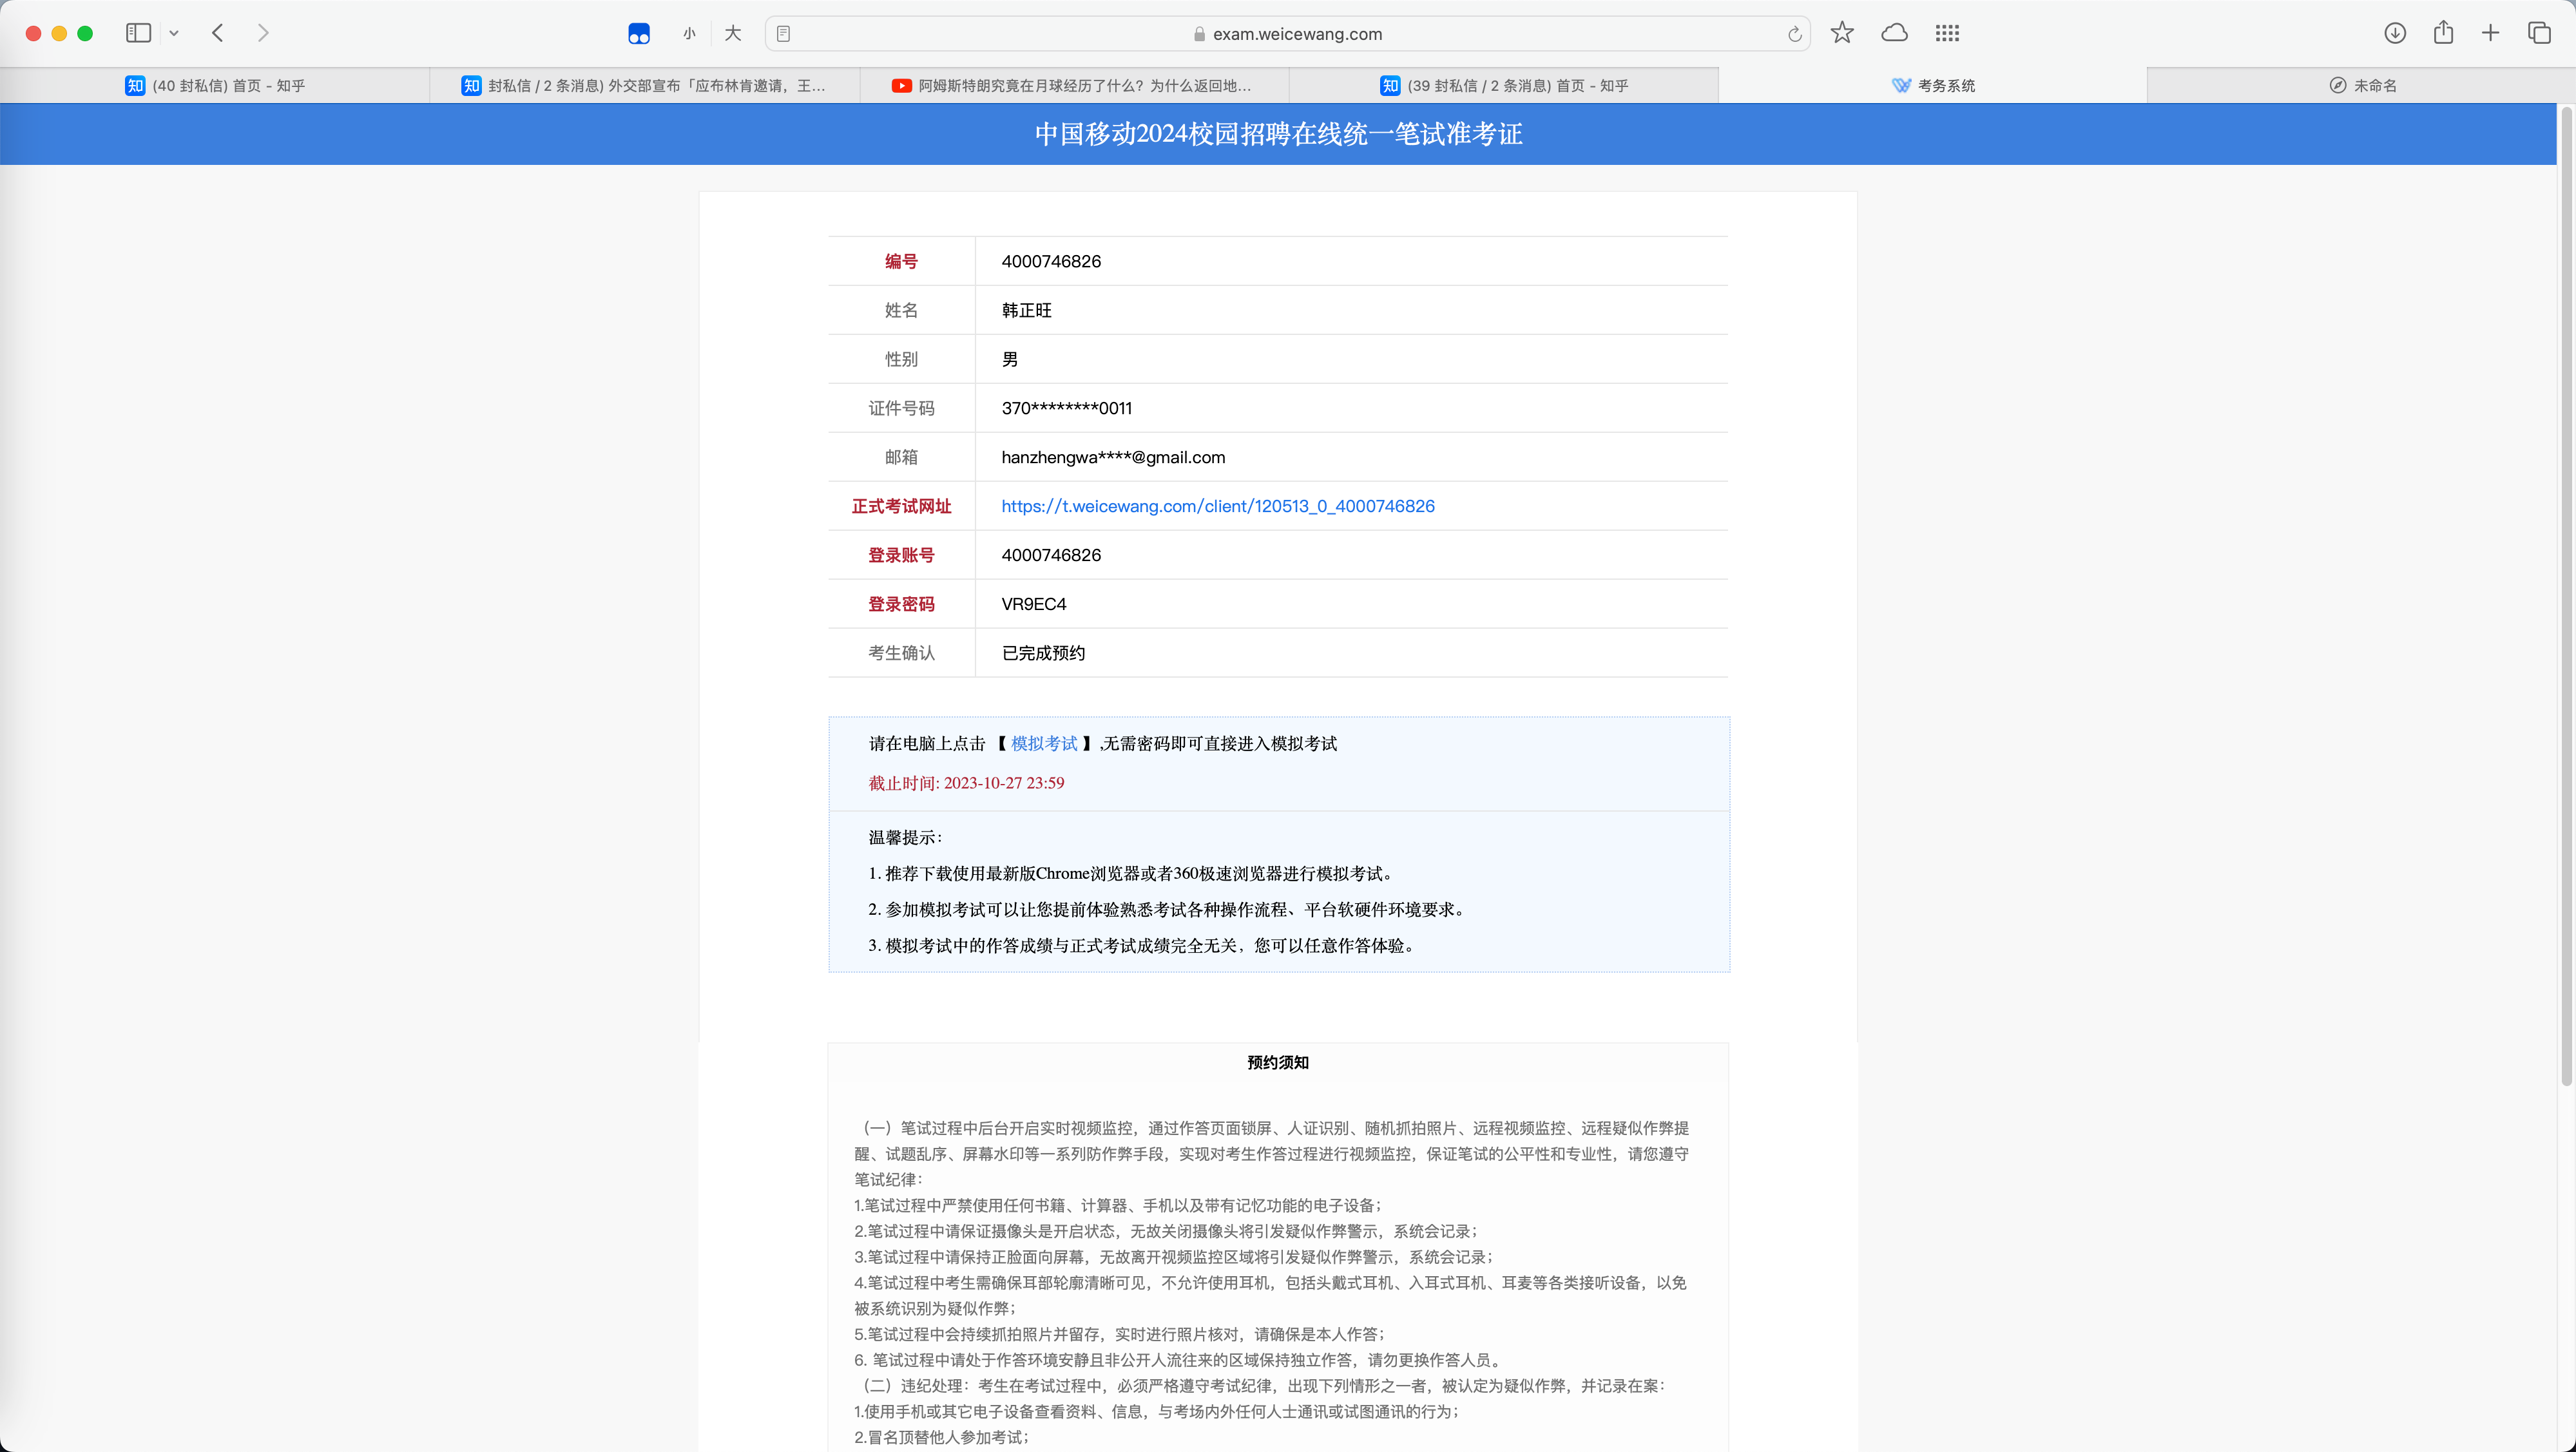 小 大 exam.weicewang.com
知 (40 封私信) 首页 - 知乎
知 封私信 / 2 条消息) 外交部宣布「应布林肯邀请，王...
阿姆斯特朗究竟在月球经历了什么？为什么返回地...
知 (39 封私信 / 2 条消息) 首页 - 知乎
考务系统
未命名
中国移动2024校园招聘在线统一笔试准考证
编号 4000746826
姓名 韩正旺
性别 男
证件号码 370********0011
邮箱 hanzhengwa****@gmail.com
正式考试网址 https://t.weicewang.com/client/120513_0_4000746826
登录账号 4000746826
登录密码 VR9EC4
考生确认 已完成预约
请在电脑上点击 【 模拟考试 】,无需密码即可直接进入模拟考试
截止时间: 2023-10-27 23:59
温馨提示：
1. 推荐下载使用最新版Chrome浏览器或者360极速浏览器进行模拟考试。
2. 参加模拟考试可以让您提前体验熟悉考试各种操作流程、平台软硬件环境要求。
3. 模拟考试中的作答成绩与正式考试成绩完全无关，您可以任意作答体验。
预约须知
（一）笔试过程中后台开启实时视频监控，通过作答页面锁屏、人证识别、随机抓拍照片、远程视频监控、远程疑似作弊提
醒、试题乱序、屏幕水印等一系列防作弊手段，实现对考生作答过程进行视频监控，保证笔试的公平性和专业性，请您遵守
笔试纪律：
1.笔试过程中严禁使用任何书籍、计算器、手机以及带有记忆功能的电子设备；
2.笔试过程中请保证摄像头是开启状态，无故关闭摄像头将引发疑似作弊警示，系统会记录；
3.笔试过程中请保持正脸面向屏幕，无故离开视频监控区域将引发疑似作弊警示，系统会记录；
4.笔试过程中考生需确保耳部轮廓清晰可见，不允许使用耳机，包括头戴式耳机、入耳式耳机、耳麦等各类接听设备，以免
被系统识别为疑似作弊；
5.笔试过程中会持续抓拍照片并留存，实时进行照片核对，请确保是本人作答；
6. 笔试过程中请处于作答环境安静且非公开人流往来的区域保持独立作答，请勿更换作答人员。
（二）违纪处理：考生在考试过程中，必须严格遵守考试纪律，出现下列情形之一者，被认定为疑似作弊，并记录在案：
1.使用手机或其它电子设备查看资料、信息，与考场内外任何人士通讯或试图通讯的行为；
2.冒名顶替他人参加考试；